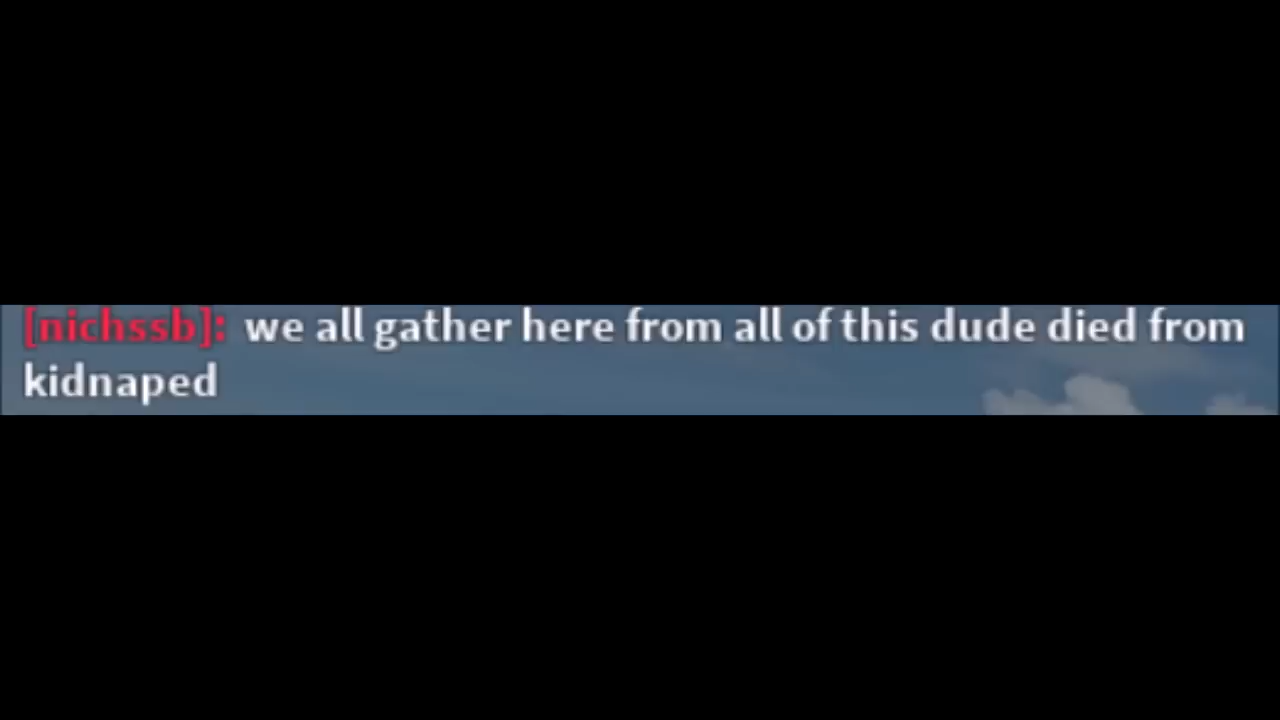 [nichssb]: we all gather here from all of this dude died from
kidnaped